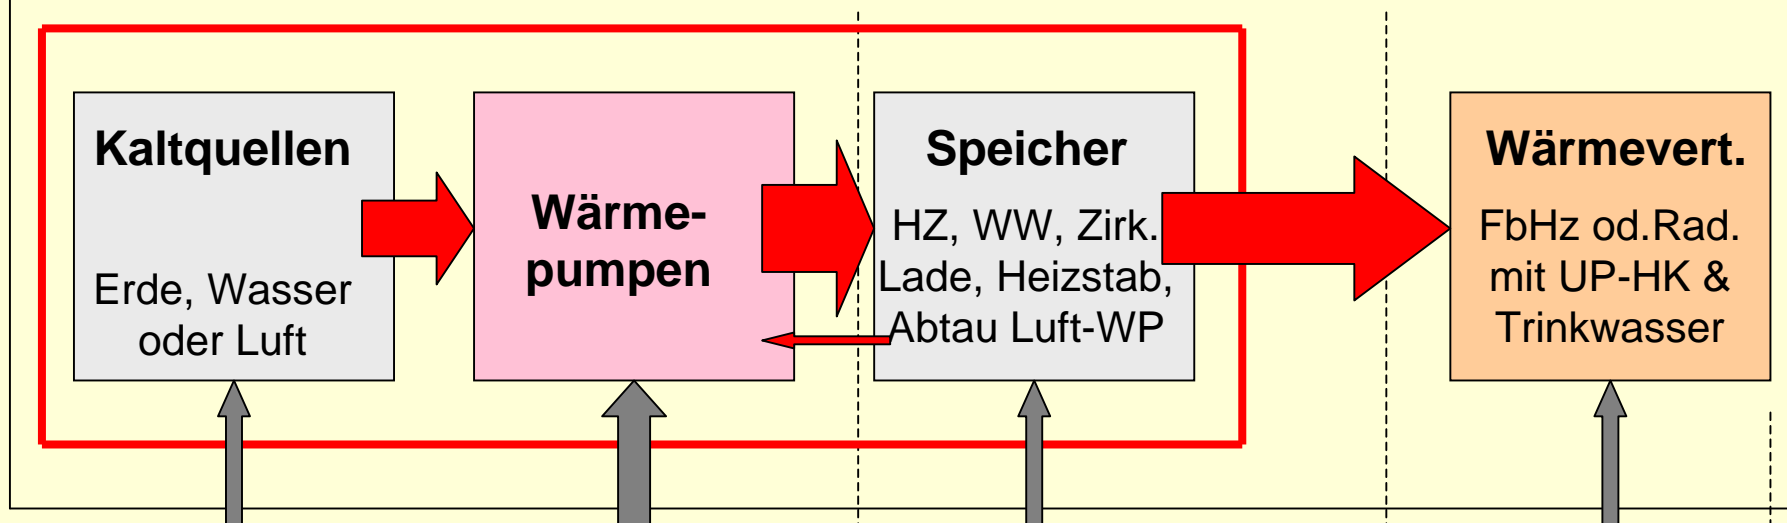 Kaltquellen
Erde, Wasser
oder Luft
Wärme-
pumpen
Speicher
HZ, WW, Zirk.
Lade, Heizstab,
Abtau Luft-WP
Wärmevert.
FbHz od.Rad.
mit UP-HK &
Trinkwasser